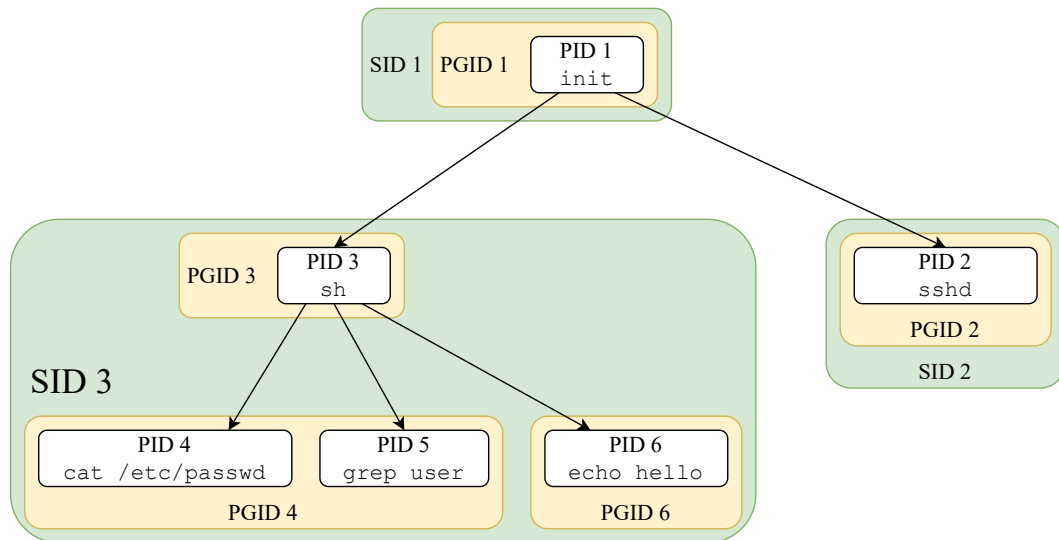 SID 1
PGID 1
PID 1
init
PGID 3
PID 3
sh
PID 2
sshd
PGID 2
SID 2
SID 3
PID 4
cat /etc/passwd
PID 5
grep user
PGID 4
PID 6
echo hello
PGID 6